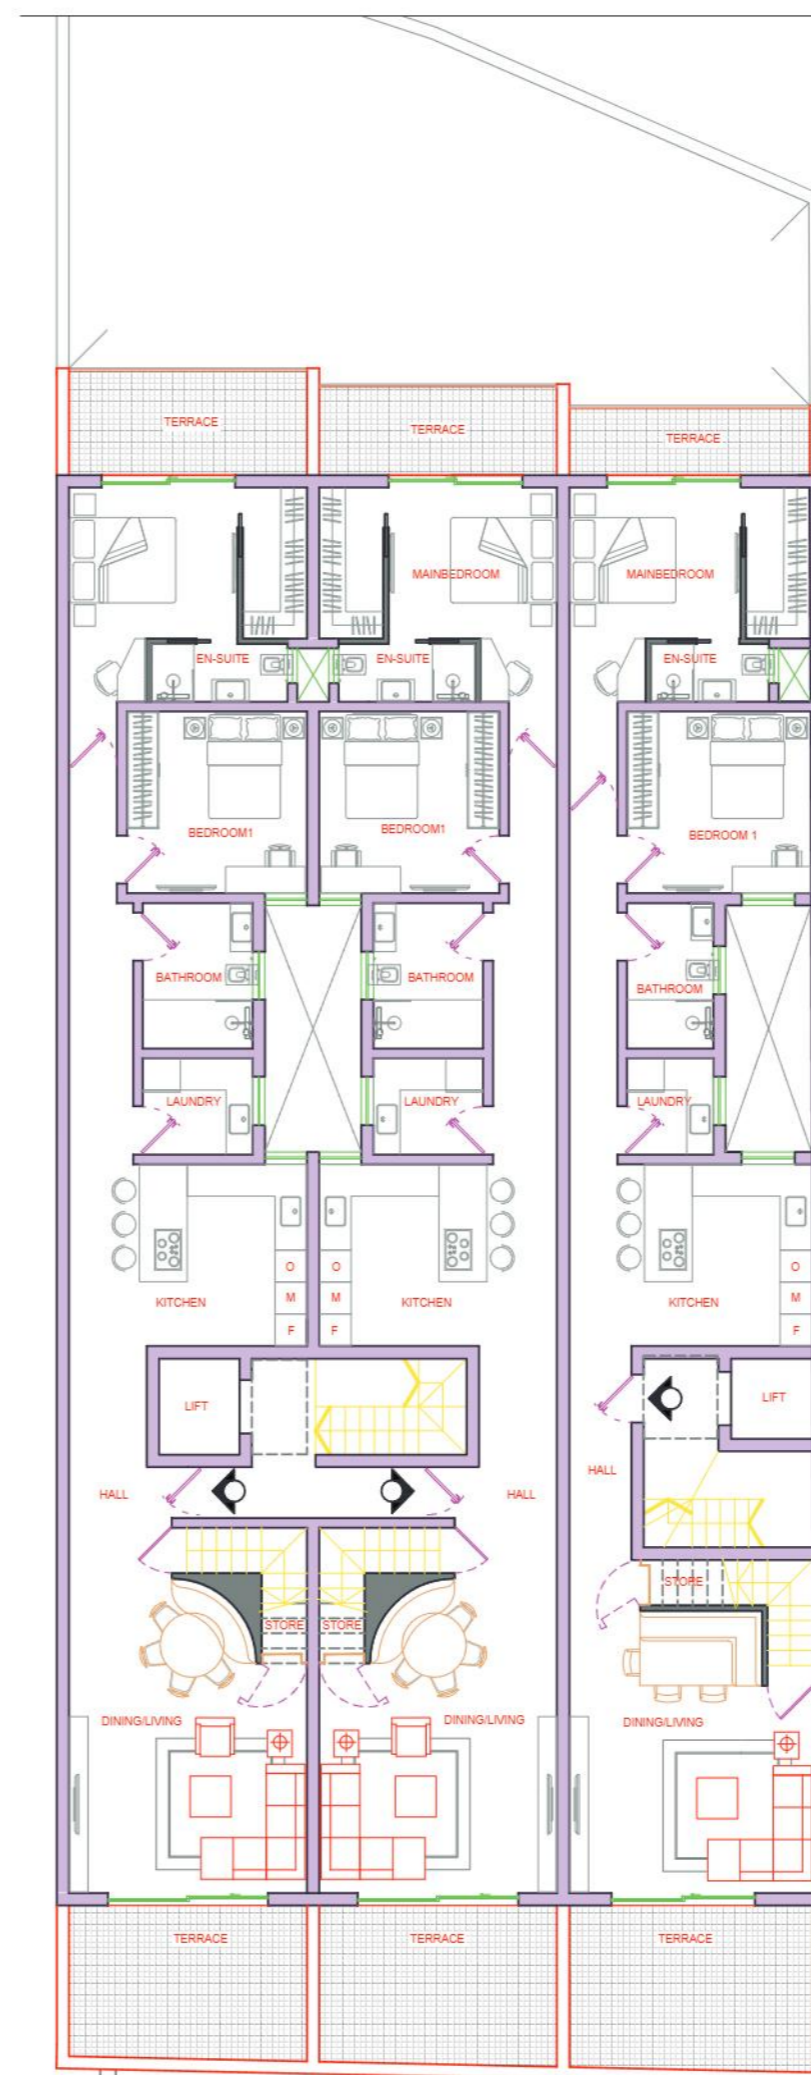 TERRACE
TERRACE
TERRACE
MAINBEDROOM
MAINBEDROOM
EN-SUITE
EN-SUITE
EN-SUITE
BEDROOM1
BEDROOM1
BEDROOM 1
BATHROOM
BATHROOM
BATHROOM
LAUNDRY
LAUNDRY
LAUNDRY
O
O
O
M
M
M
F
F
F
KITCHEN
KITCHEN
KITCHEN
LIFT
LIFT
HALL
HALL
HALL
STORE
STORE
STORE
DINING/LIVING
DINING/LIVING
DINING/LIVING
TERRACE
TERRACE
TERRACE